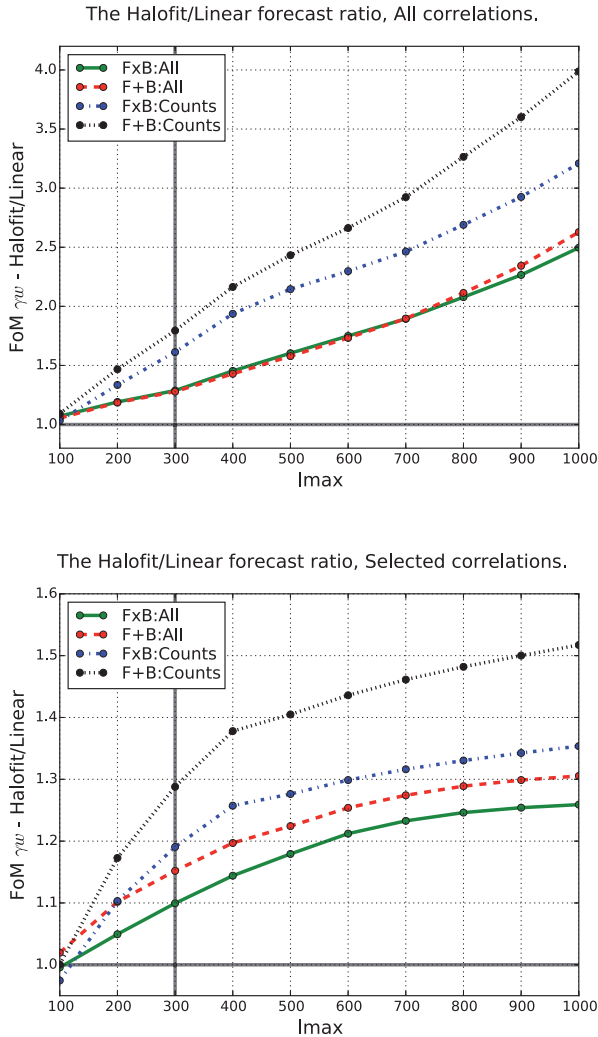 The Halofit/Linear forecast ratio, All correlations.
FxB:All
F+B:All
FxB:Counts
F+B:Counts
4.0
3.5
3.0
2.5
2.0
1.5
1.0
FoM γw - Halofit/Linear
100 200 300 400 500 600 700 800 900 1000
lmax
The Halofit/Linear forecast ratio, Selected correlations.
1.6
FxB:All
F+B:All
FxB:Counts
F+B:Counts
1.5
1.4
1.3
1.2
1.1
1.0
FoM γw - Halofit/Linear
100 200 300 400 500 600 700 800 900 1000
lmax